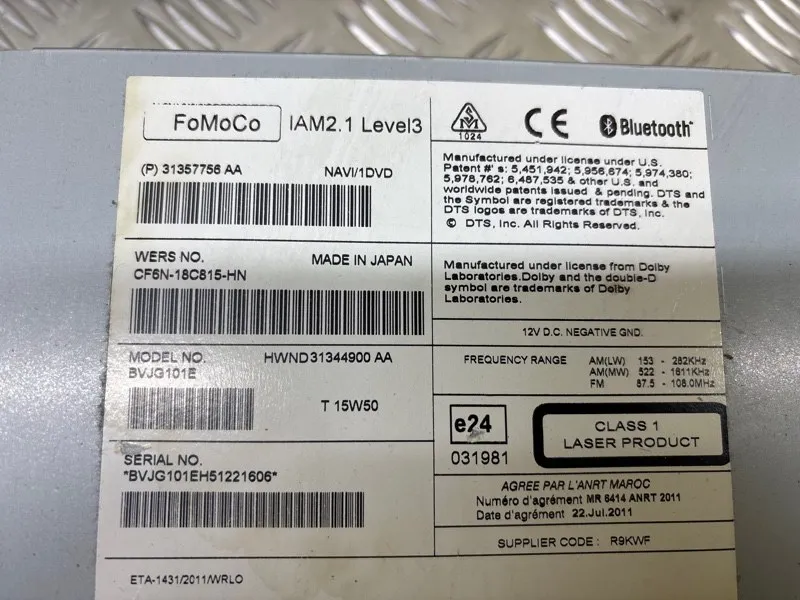 FoMoCo IAM2.1 Level3
(P) 31357756 AA NAVI/1DVD
WERS NO. MADE IN JAPAN
CF6N-18C815-HN
MODEL NO. HWND31344900 AA
BVJG101E
T 15W50
SERIAL NO.
*BVJG101EH51221606*
ETA-1431/2011/WRLO
1024
CE
Bluetooth
Manufactured under license under U.S.
Patent #' s: 5,451,942; 5,956,674; 5,974,380;
5,978,762; 6,487,535 & other U.S. and
worldwide patents issued & pending. DTS and
the Symbol are registered trademarks & the
DTS logos are trademarks of DTS, Inc.
© DTS, Inc. All Rights Reserved.
Manufactured under license from Dolby
Laboratories.Dolby and the double-D
symbol are trademarks of Dolby
Laboratories.
12V D.C. NEGATIVE GND.
FREQUENCY RANGE AM(LW) 153 - 282KHz
AM(MW) 522 - 1611KHz
FM 87.5 - 108.0MHz
e24
031981
CLASS 1
LASER PRODUCT
AGREE PAR L'ANRT MAROC
Numéro d'agrément MR 6414 ANRT 2011
Date d'agrément 22.Jul.2011
SUPPLIER CODE : R9KWF